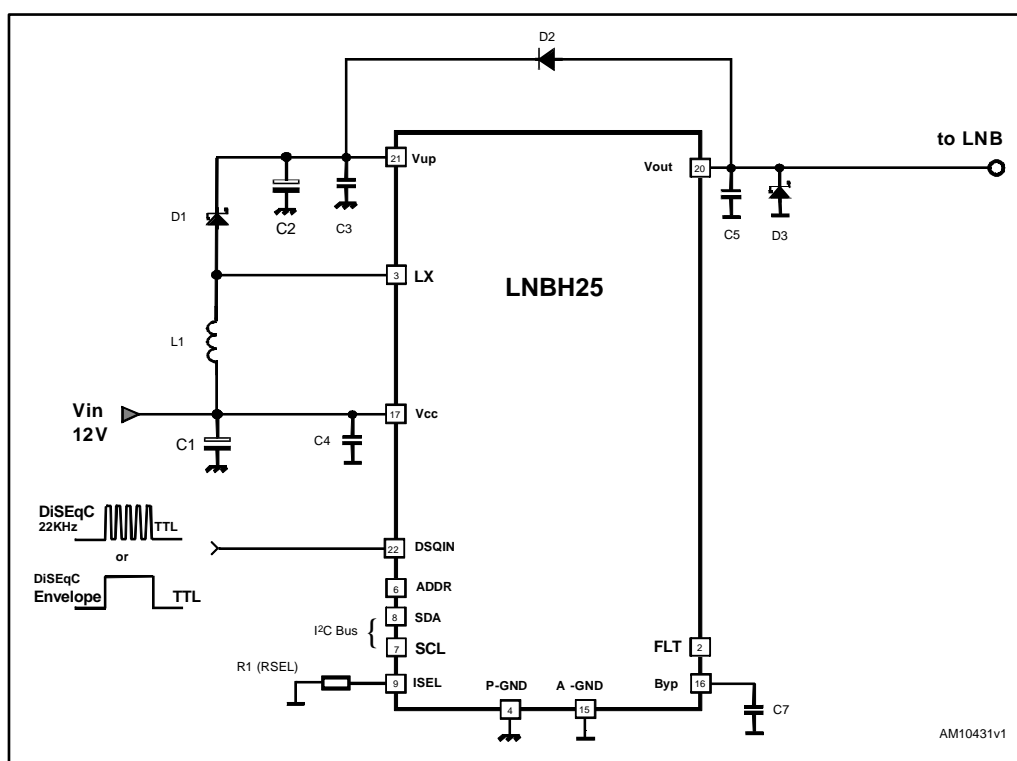 D2
to LNB
21 Vup
Vout 20
D1
C2
C3
C5
D3
3 LX
LNBH25
L1
Vin
12V
17 Vcc
C1
C4
DiSEqC
22KHz
TTL
or
DiSEqC
Envelope
TTL
22 DSQIN
6 ADDR
8 SDA
I²C Bus {
7 SCL
FLT 2
R1 (RSEL)
9 ISEL
P-GND
A -GND
Byp 16
4
15
C7
AM10431v1